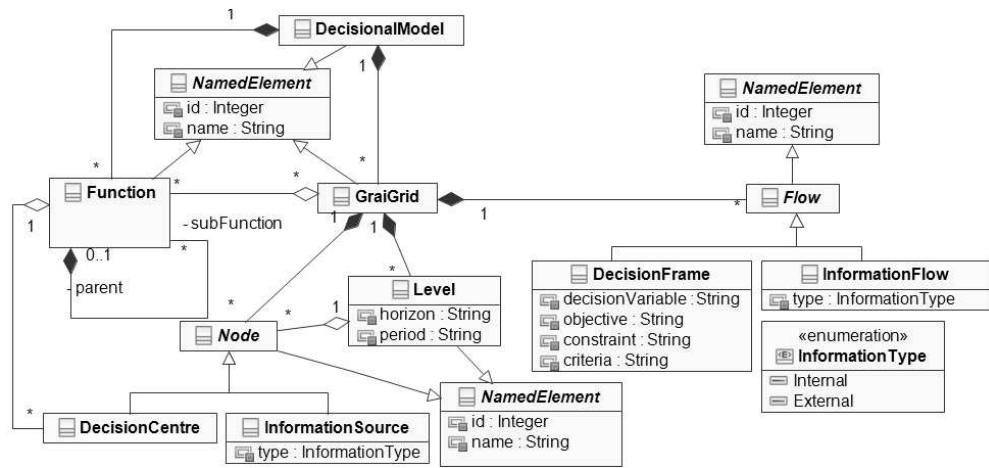 1
DecisionalModel
1
NamedElement
id : Integer
name : String
NamedElement
id : Integer
name : String
*
*
*
*
Function
GraiGrid
Flow
1
1
1
1
*
- subFunction
*
0..1
- parent
*
Level
horizon : String
period : String
DecisionFrame
decisionVariable : String
objective : String
constraint : String
criteria : String
InformationFlow
type : InformationType
*
*
1
Node
«enumeration»
InformationType
Internal
External
NamedElement
id : Integer
name : String
*
DecisionCentre
InformationSource
type : InformationType